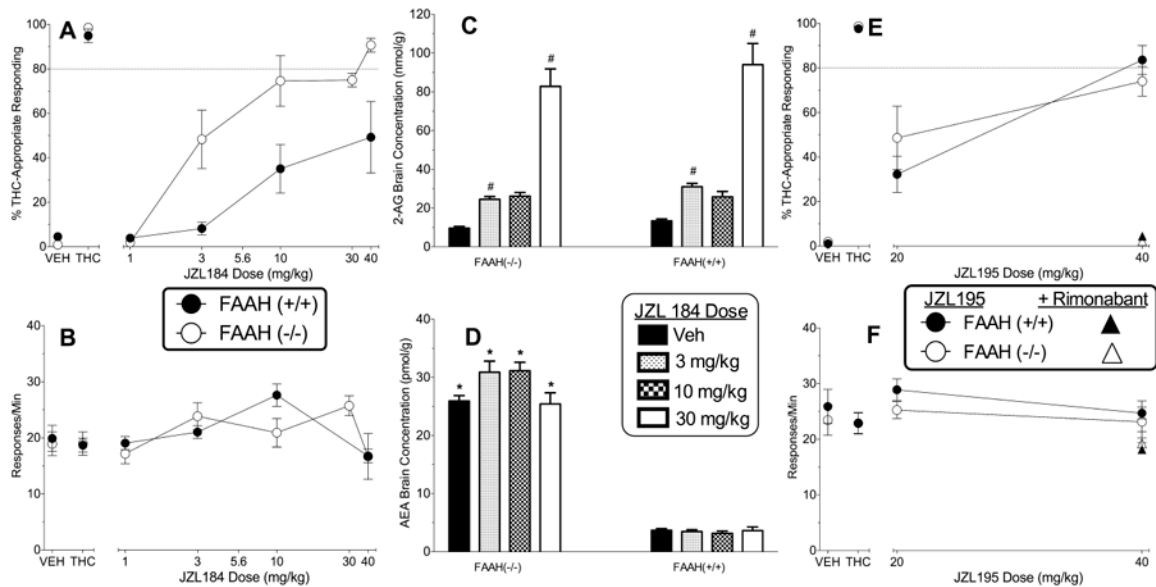 A
% THC-Appropriate Responding
100
80
60
40
20
0
VEH THC
1 3 5.6 10 30 40
JZL184 Dose (mg/kg)
FAAH (+/+)
FAAH (-/-)
B
Responses/Min
40
30
20
10
0
VEH THC
1 3 5.6 10 30 40
JZL184 Dose (mg/kg)
C
2-AG Brain Concentration (nmol/g)
120
100
80
60
40
20
0
# # # #
FAAH(-/-) FAAH(+/+)
D
AEA Brain Concentration (pmol/g)
40
30
20
10
0
* * * *
FAAH(-/-) FAAH(+/+)
JZL 184 Dose
Veh
3 mg/kg
10 mg/kg
30 mg/kg
E
% THC-Appropriate Responding
100
80
60
40
20
0
VEH THC
20 40
JZL195 Dose (mg/kg)
JZL195 + Rimonabant
FAAH (+/+)
FAAH (-/-)
F
Responses/Min
40
30
20
10
0
VEH THC
20 40
JZL195 Dose (mg/kg)